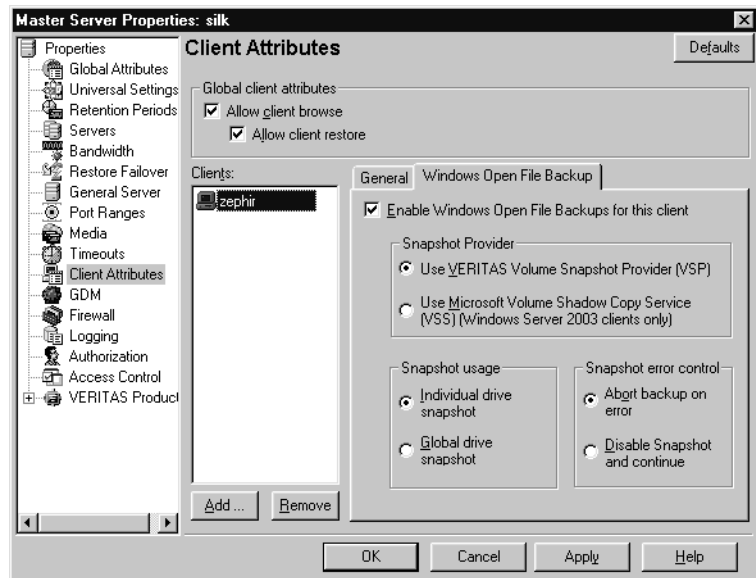 Master Server Properties: silk
Properties
Global Attributes
Universal Settings
Retention Periods
Servers
Bandwidth
Restore Failover
General Server
Port Ranges
Media
Timeouts
Client Attributes
GDM
Firewall
Logging
Authorization
Access Control
VERITAS Product
Client Attributes
Defaults
Global client attributes
Allow client browse
Allow client restore
Clients:
zephir
Add ...
Remove
General
Windows Open File Backup
Enable Windows Open File Backups for this client
Snapshot Provider
Use VERITAS Volume Snapshot Provider (VSP)
Use Microsoft Volume Shadow Copy Service
(VSS) (Windows Server 2003 clients only)
Snapshot usage
Individual drive
snapshot
Global drive
snapshot
Snapshot error control
Abort backup on
error
Disable Snapshot
and continue
OK
Cancel
Apply
Help